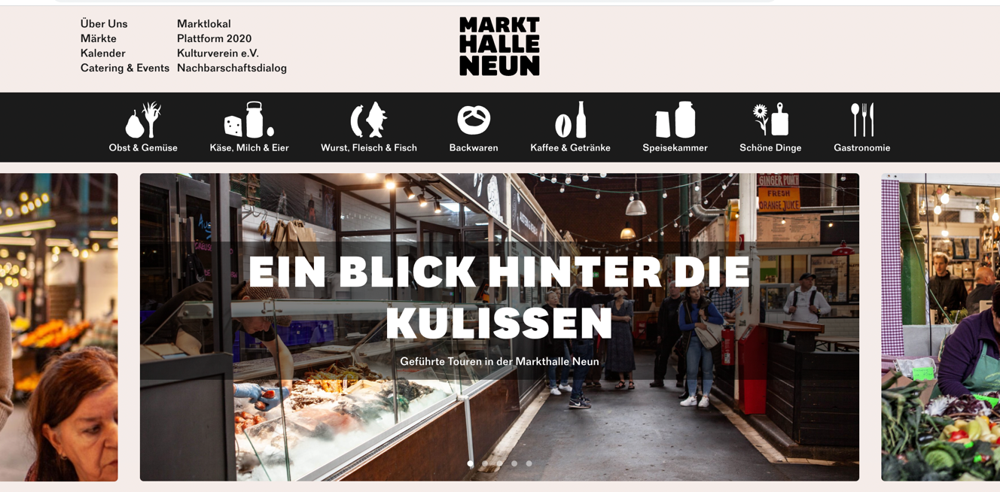 Über Uns
Märkte
Kalender
Catering & Events
Marktlokal
Plattform 2020
Kulturverein e.V.
Nachbarschaftsdialog
MARKT
HALLE
NEUN
Obst & Gemüse
Käse, Milch & Eier
Wurst, Fleisch & Fisch
Backwaren
Kaffee & Getränke
Speisekammer
Schöne Dinge
Gastronomie
GINGER PUNCH
FRESH
ORANGE JUICE
EIN BLICK HINTER DIE
KULISSEN
Geführte Touren in der Markthalle Neun